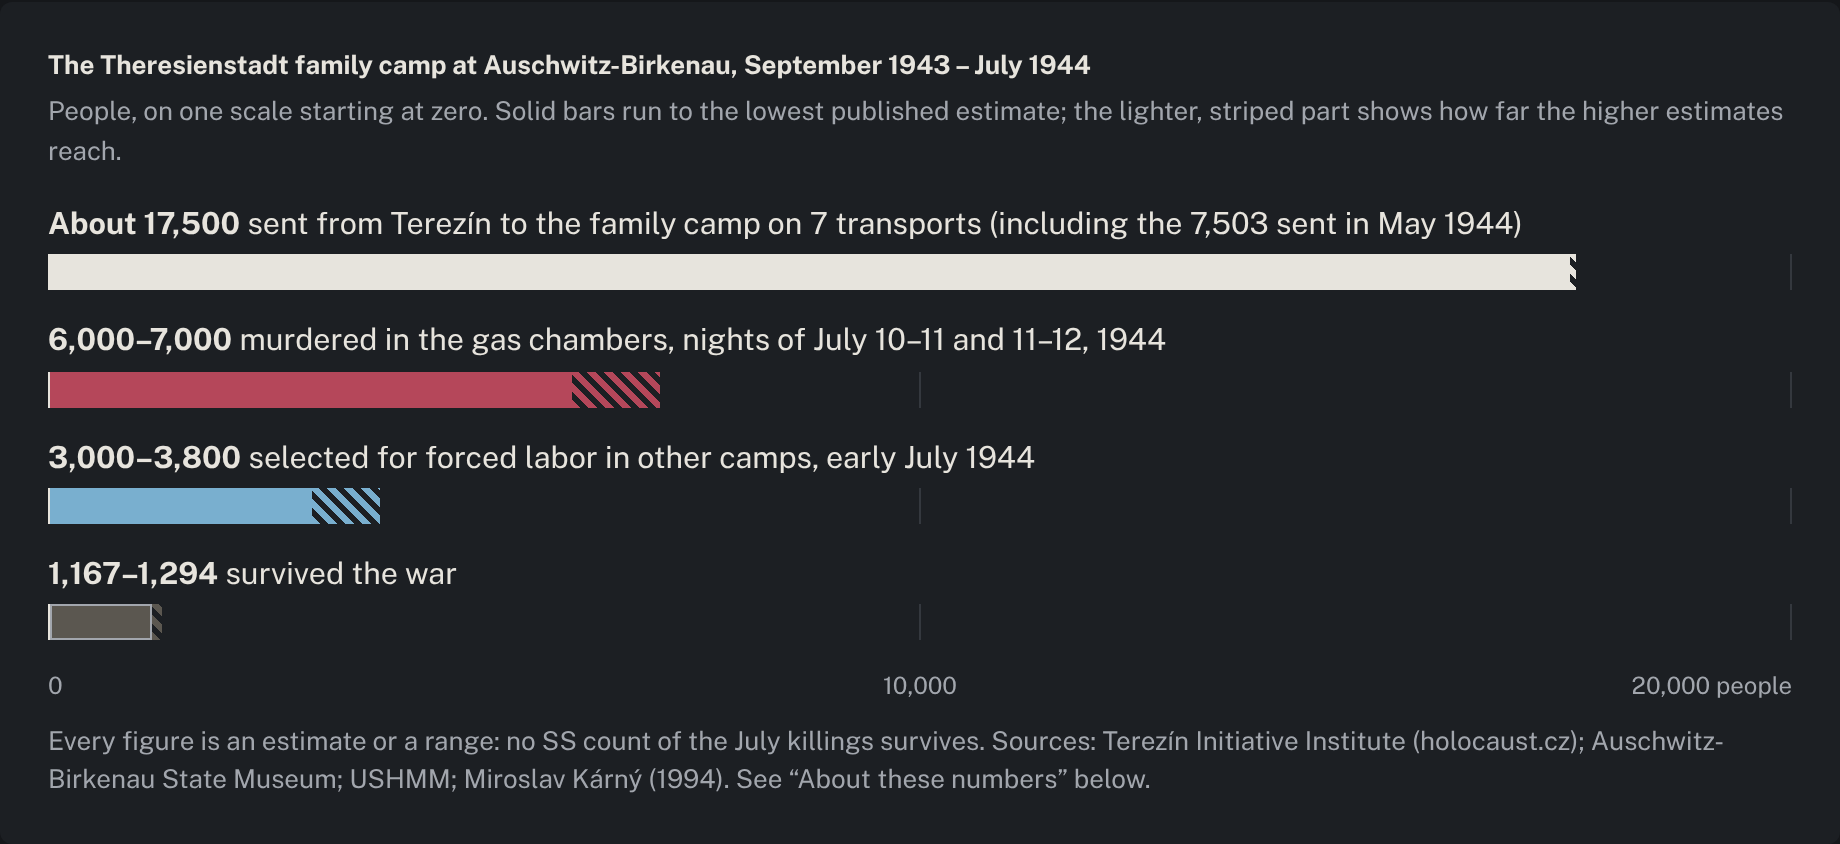 The Theresienstadt family camp at Auschwitz-Birkenau, September 1943 – July 1944
People, on one scale starting at zero. Solid bars run to the lowest published estimate; the lighter, striped part shows how far the higher estimates
reach.
About 17,500 sent from Terezín to the family camp on 7 transports (including the 7,503 sent in May 1944)
6,000–7,000 murdered in the gas chambers, nights of July 10–11 and 11–12, 1944
3,000–3,800 selected for forced labor in other camps, early July 1944
1,167–1,294 survived the war
0 10,000 20,000 people
Every figure is an estimate or a range: no SS count of the July killings survives. Sources: Terezín Initiative Institute (holocaust.cz); Auschwitz-
Birkenau State Museum; USHMM; Miroslav Kárný (1994). See “About these numbers” below.